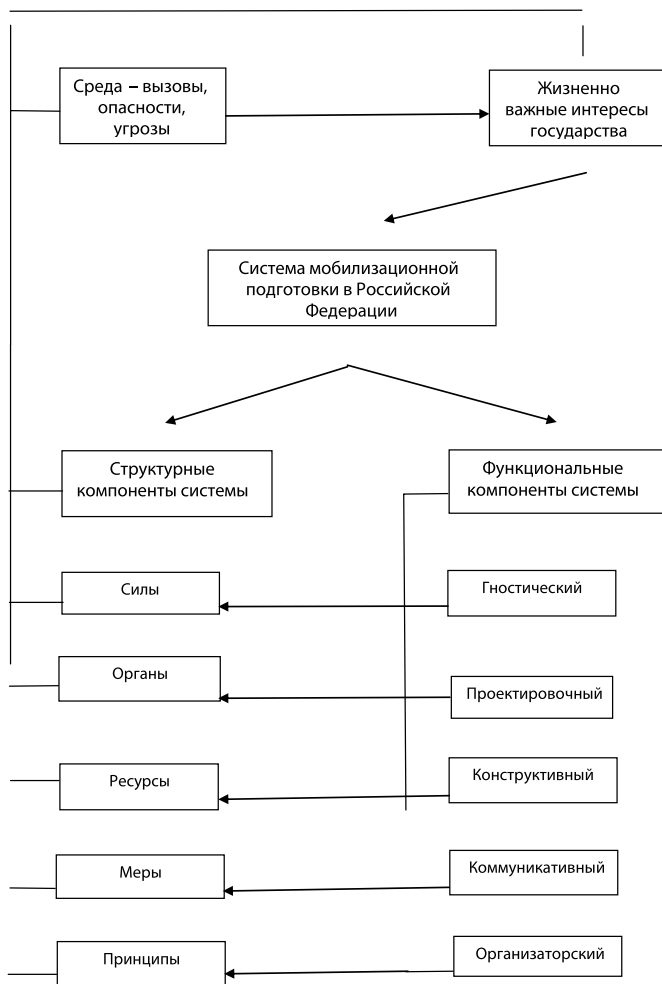 Среда – вызовы,
опасности,
угрозы
Жизненно
важные интересы
государства
Система мобилизационной
подготовки в Российской
Федерации
Структурные
компоненты системы
Функциональные
компоненты системы
Силы
Гностический
Органы
Проектировочный
Ресурсы
Конструктивный
Меры
Коммуникативный
Принципы
Организаторский